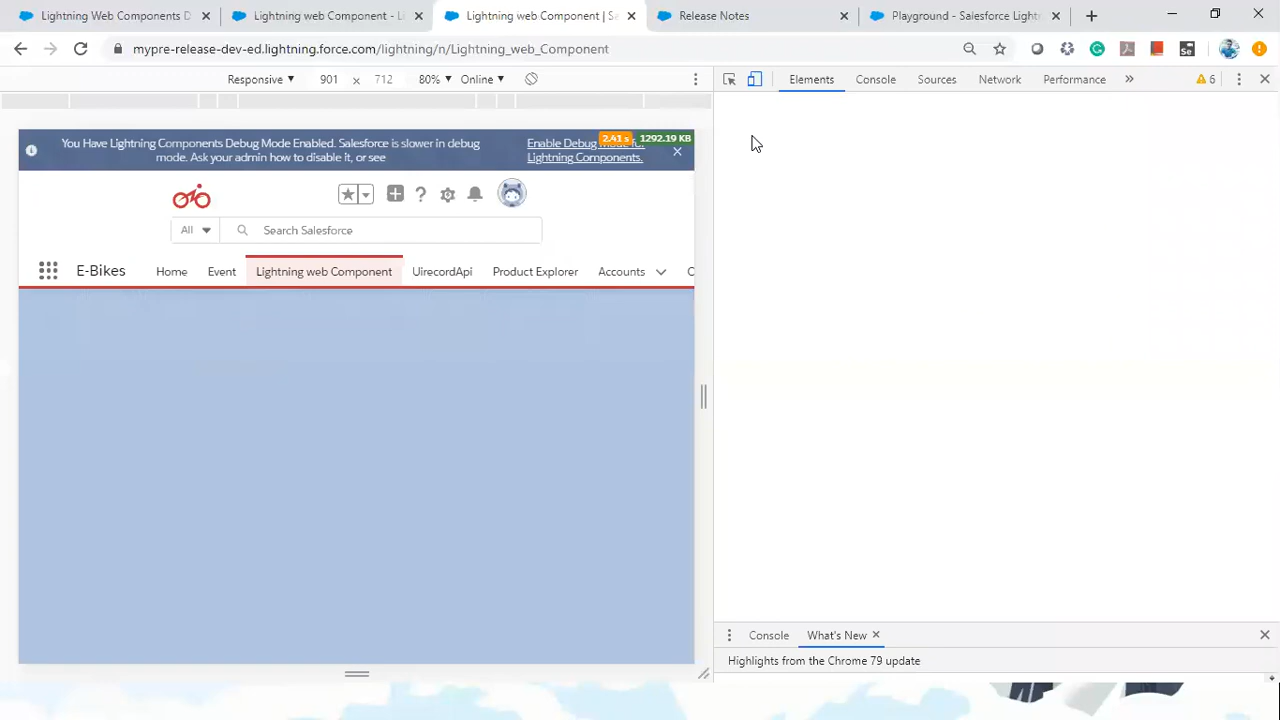 Lightning Web Components D
Lightning web Component - Li
Lightning web Component | Sa
Release Notes
Playground - Salesforce Lightn
mypre-release-dev-ed.lightning.force.com/lightning/n/Lightning_web_Component
Responsive 901 × 712 80% Online
Elements Console Sources Network Performance » 6
You Have Lightning Components Debug Mode Enabled. Salesforce is slower in debug
mode. Ask your admin how to disable it, or see
Enable Debug Mode for
Lightning Components.
2.41 s 1292.19 KB
All Search Salesforce
E-Bikes Home Event Lightning web Component UirecordApi Product Explorer Accounts
Console What's New
Highlights from the Chrome 79 update